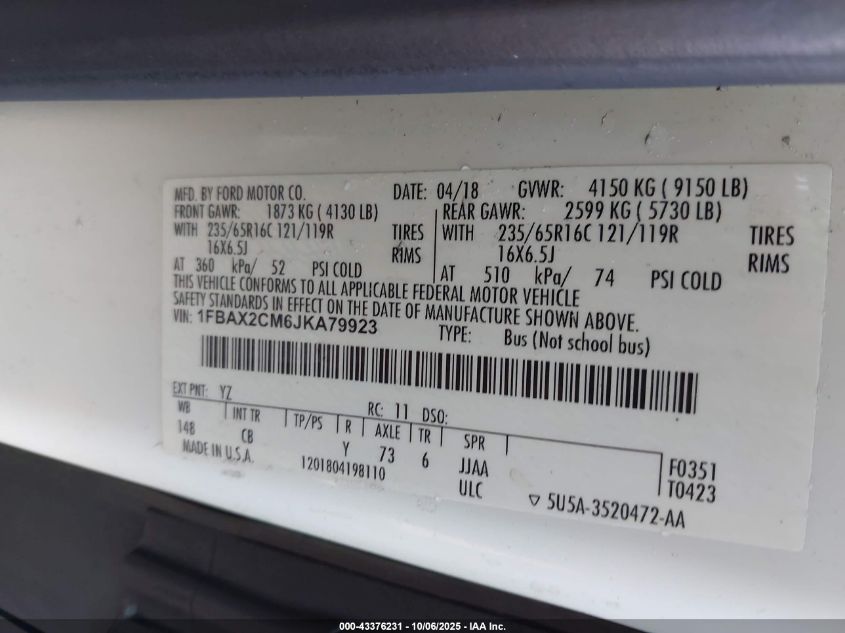 MFD. BY FORD MOTOR CO. DATE: 04/18 GVWR: 4150 KG ( 9150 LB)
FRONT GAWR: 1873 KG ( 4130 LB) REAR GAWR: 2599 KG ( 5730 LB)
WITH 235/65R16C 121/119R TIRES WITH 235/65R16C 121/119R TIRES
16X6.5J RIMS 16X6.5J RIMS
AT 360 kPa/ 52 PSI COLD AT 510 kPa/ 74 PSI COLD
THIS VEHICLE CONFORMS TO ALL APPLICABLE FEDERAL MOTOR VEHICLE
SAFETY STANDARDS IN EFFECT ON THE DATE OF MANUFACTURE SHOWN ABOVE.
VIN: 1FBAX2CM6JKA79923 TYPE: Bus (Not school bus)
EXT PNT: YZ RC: 11 DSO:
WB INT TR TP/PS R AXLE TR SPR
148 CB Y 73 6 JJAA F0351
MADE IN U.S.A. 1201804198110 ULC T0423
▽ 5U5A-3520472-AA
000-43376231 - 10/06/2025 - IAA Inc.